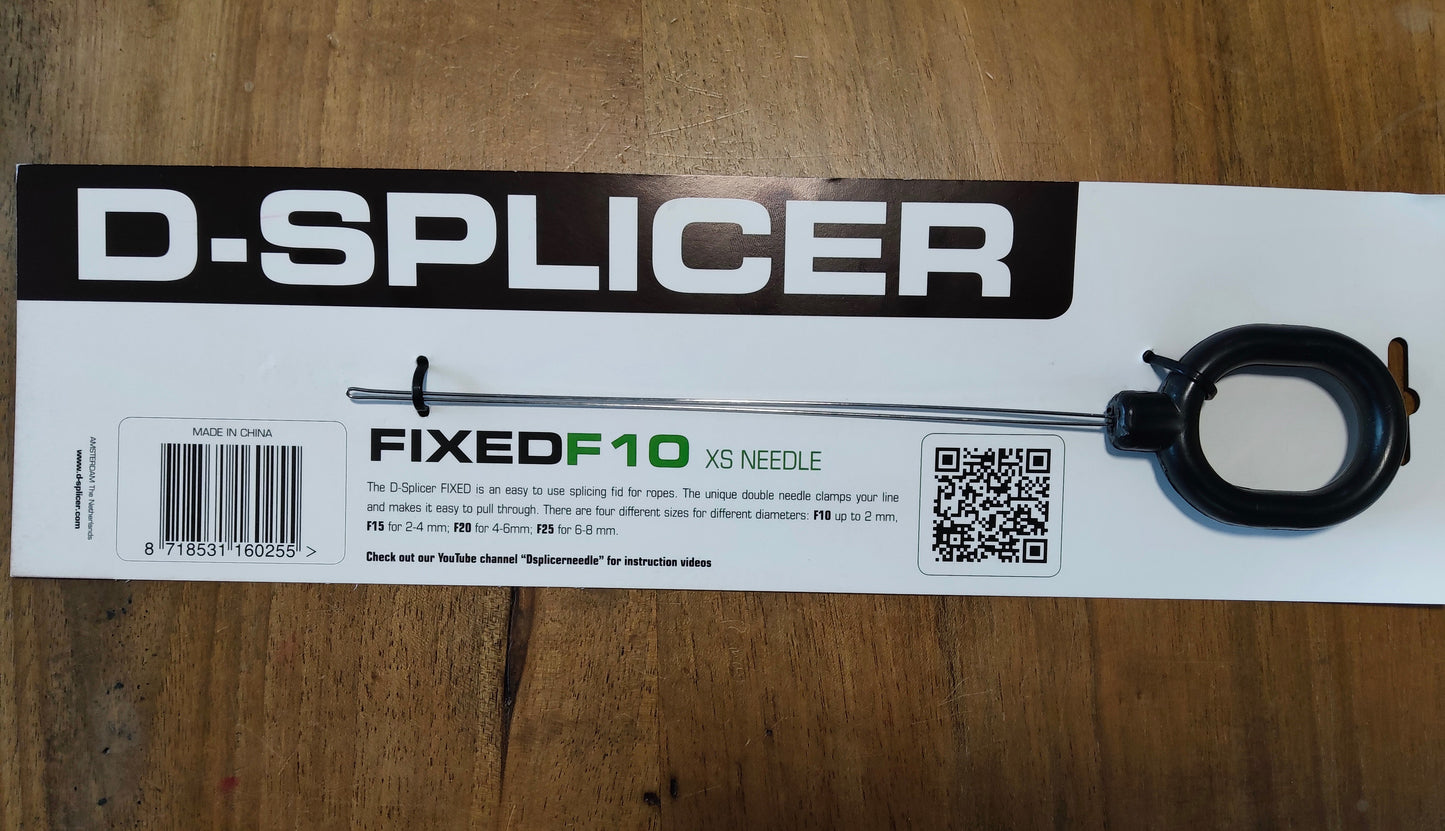 D-SPLICER
AMSTERDAM The Netherlands
www.d-splicer.com
MADE IN CHINA
8 718531 160255 >
FIXEDF10 XS NEEDLE
The D-Splicer FIXED is an easy to use splicing fid for ropes. The unique double needle clamps your line
and makes it easy to pull through. There are four different sizes for different diameters: F10 up to 2 mm,
F15 for 2-4 mm; F20 for 4-6mm; F25 for 6-8 mm.
Check out our YouTube channel “Dsplicerneedle” for instruction videos